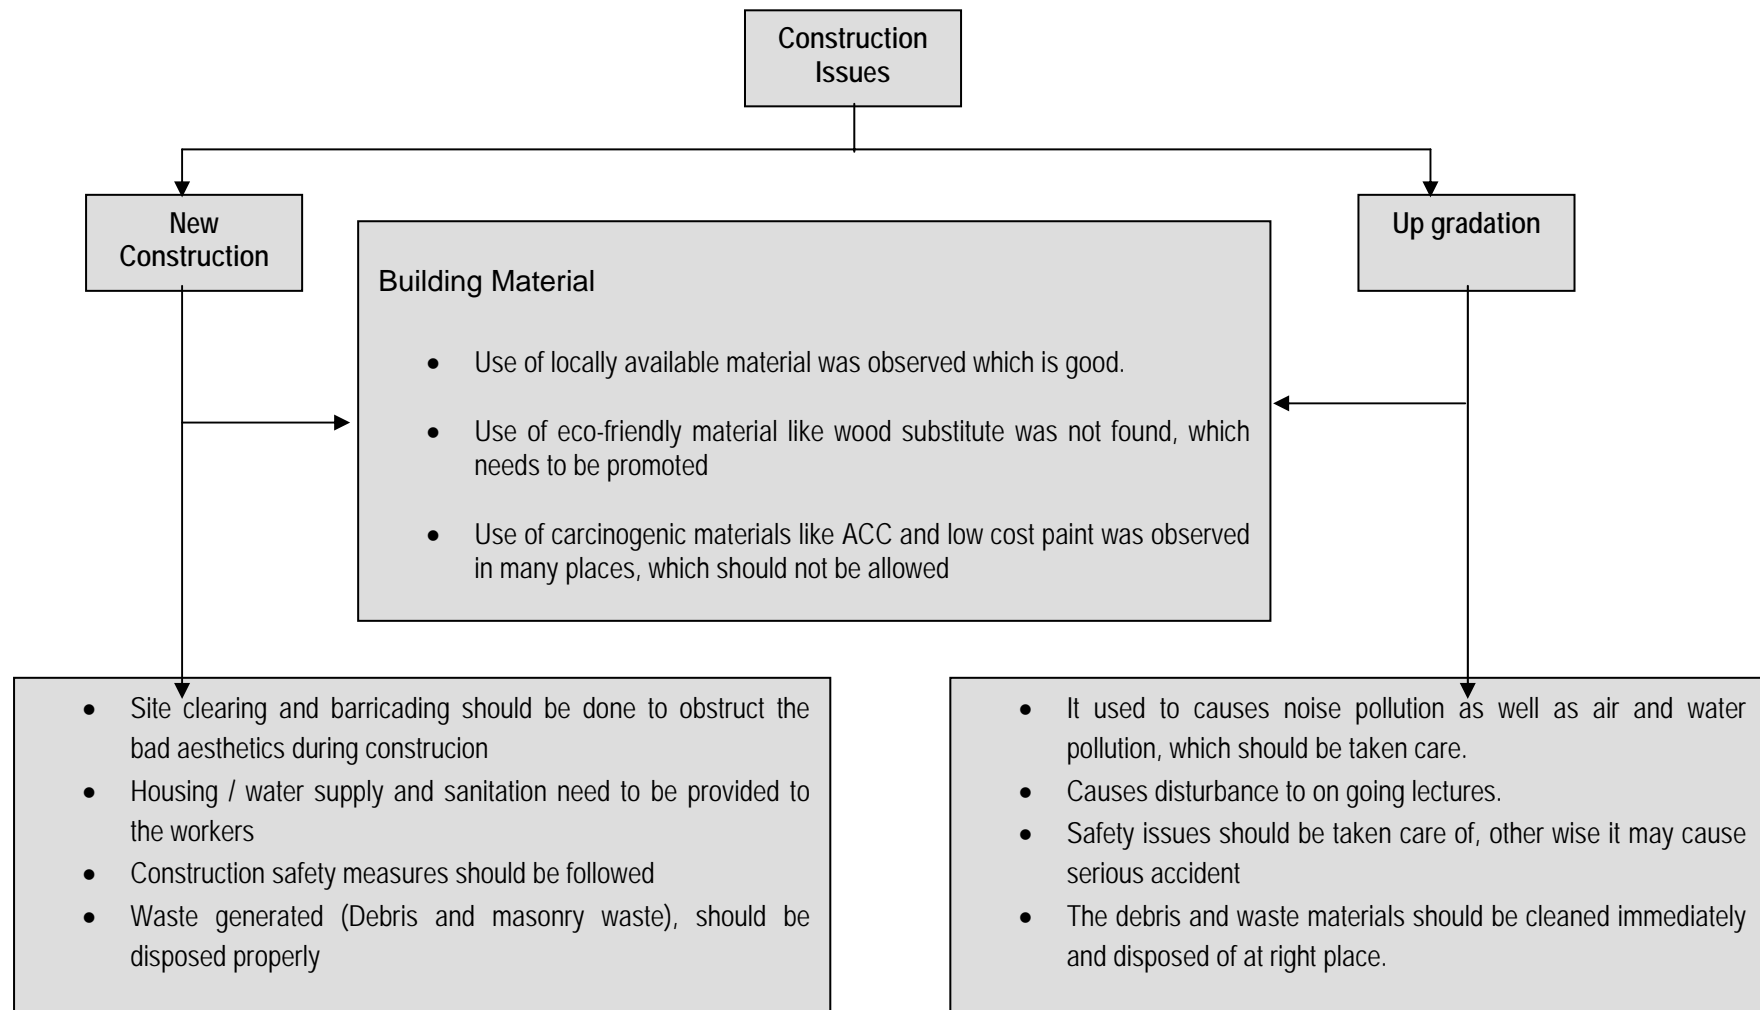 Construction
Issues
New
Construction
Up gradation
Building Material
• Use of locally available material was observed which is good.
• Use of eco-friendly material like wood substitute was not found, which
needs to be promoted
• Use of carcinogenic materials like ACC and low cost paint was observed
in many places, which should not be allowed
• Site clearing and barricading should be done to obstruct the
bad aesthetics during construcion
• Housing / water supply and sanitation need to be provided to
the workers
• Construction safety measures should be followed
• Waste generated (Debris and masonry waste), should be
disposed properly
• It used to causes noise pollution as well as air and water
pollution, which should be taken care.
• Causes disturbance to on going lectures.
• Safety issues should be taken care of, other wise it may cause
serious accident
• The debris and waste materials should be cleaned immediately
and disposed of at right place.